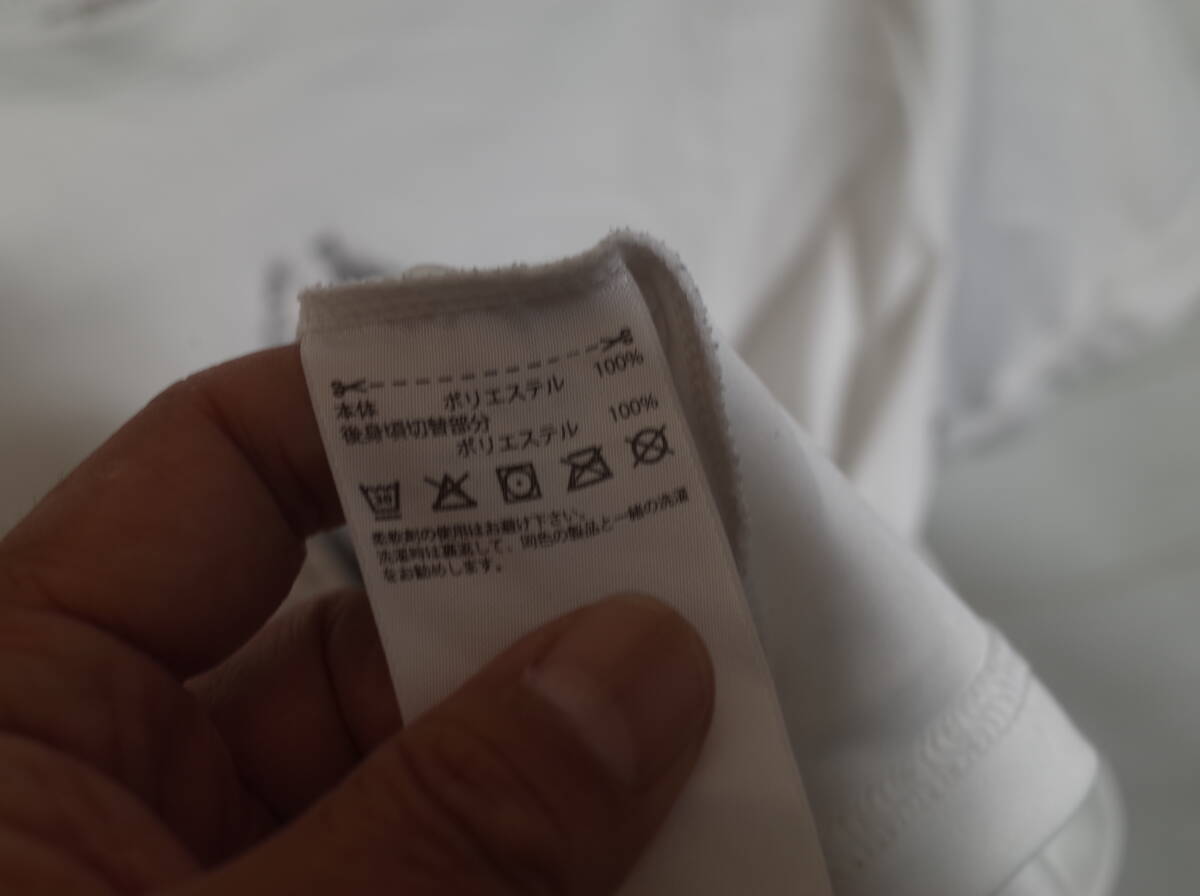 本体 ポリエステル 100%
後身頃切替部分
ポリエステル 100%
30
柔軟剤の使用はお避け下さい。
洗濯時は裏返して、同色の製品と一緒の洗濯
をお勧めします。